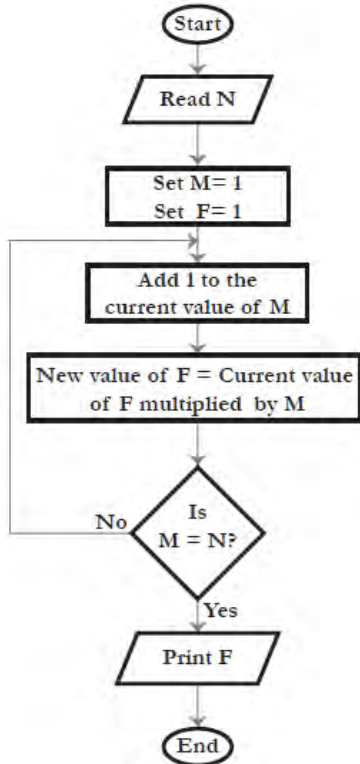 Start
Read N
Set M= 1
Set F= 1
Add 1 to the
current value of M
New value of F = Current value
of F multiplied by M
Is
M = N?
No
Yes
Print F
End